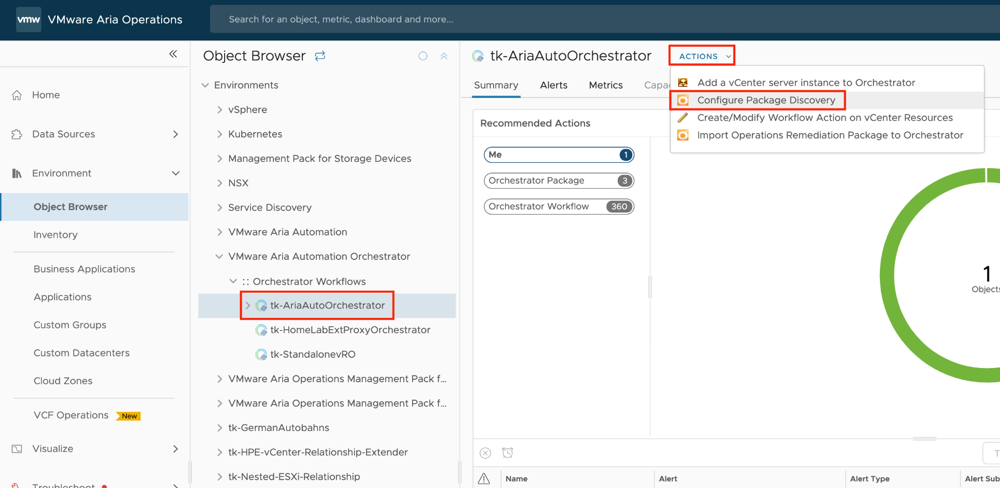 vmw VMware Aria Operations
Search for an object, metric, dashboard and more...
Home
Data Sources
Environment
Object Browser
Inventory
Business Applications
Applications
Custom Groups
Custom Datacenters
Cloud Zones
VCF Operations New
Visualize
Troubleshoot
Object Browser
Environments
vSphere
Kubernetes
Management Pack for Storage Devices
NSX
Service Discovery
VMware Aria Automation
VMware Aria Automation Orchestrator
:: Orchestrator Workflows
tk-AriaAutoOrchestrator
tk-HomeLabExtProxyOrchestrator
tk-StandalonevRO
VMware Aria Operations Management Pack f...
VMware Aria Operations Management Pack f...
tk-GermanAutobahns
tk-HPE-vCenter-Relationship-Extender
tk-Nested-ESXi-Relationship
tk-AriaAutoOrchestrator
ACTIONS
Add a vCenter server instance to Orchestrator
Configure Package Discovery
Create/Modify Workflow Action on vCenter Resources
Import Operations Remediation Package to Orchestrator
Summary Alerts Metrics Capac
Recommended Actions
Me 1
Orchestrator Package 3
Orchestrator Workflow 360
1
Objects
T
Name Alert Alert Type Alert Sub